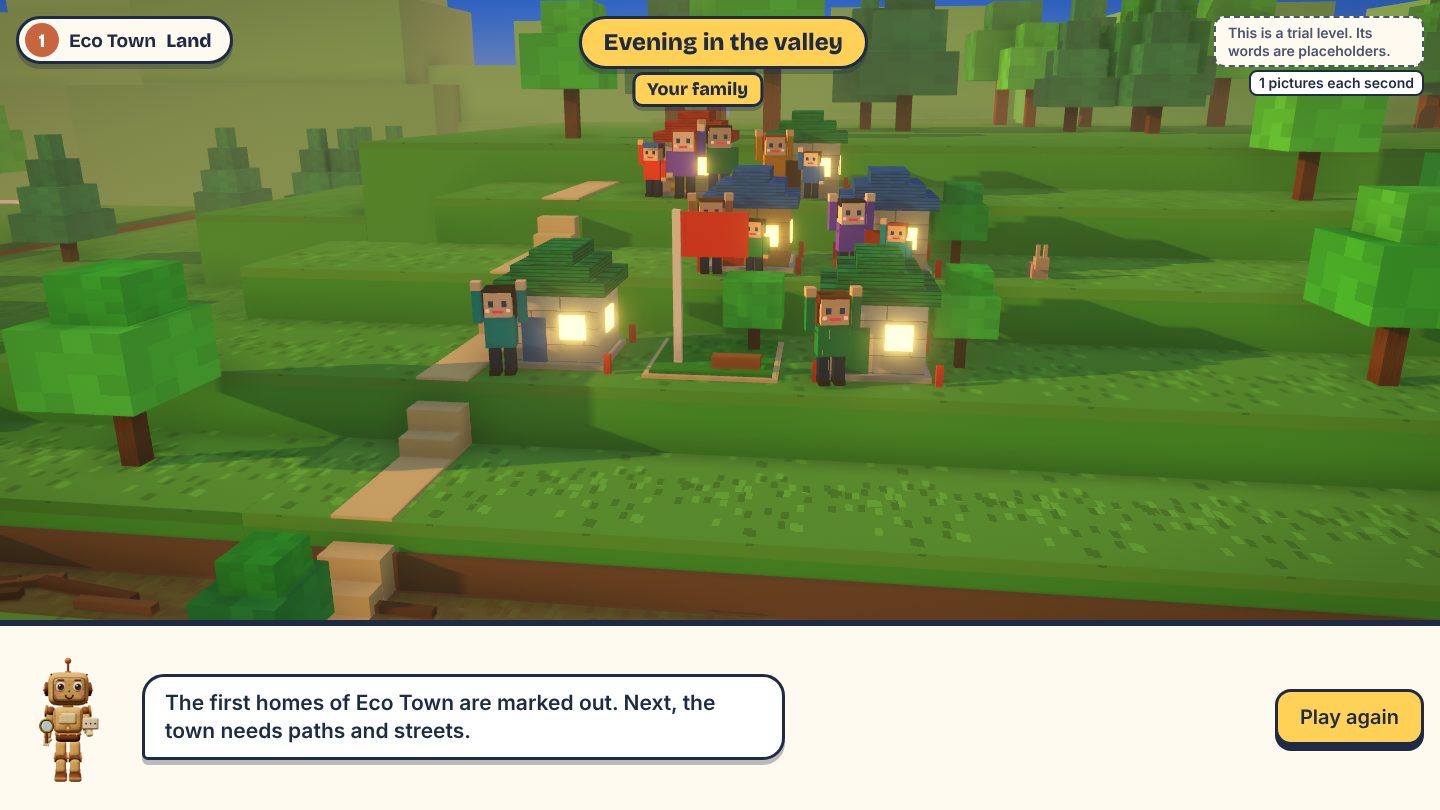 1 Eco Town Land
Evening in the valley
Your family
This is a trial level. Its
words are placeholders.
1 pictures each second
The first homes of Eco Town are marked out. Next, the
town needs paths and streets.
Play again